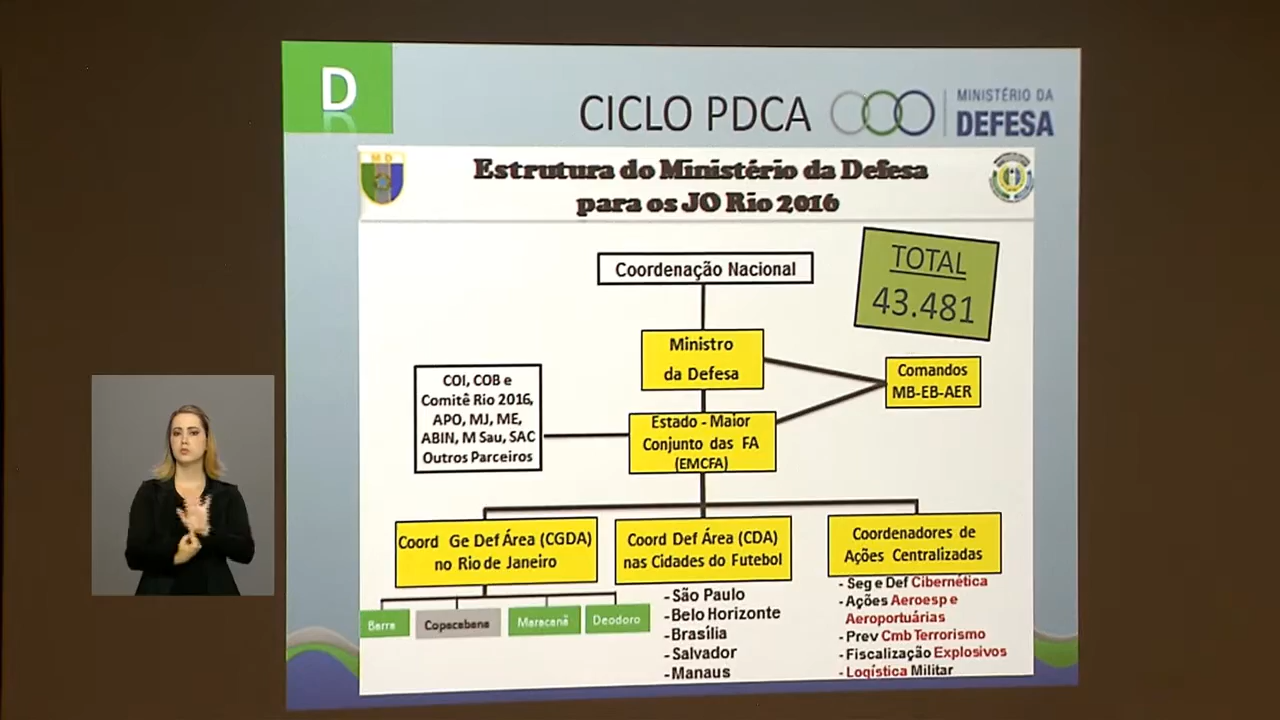 D
CICLO PDCA
MINISTÉRIO DA
DEFESA
MD
Estrutura do Ministério da Defesa
para os JO Rio 2016
TOTAL
43.481
Coordenação Nacional
Ministro
da Defesa
Comandos
MB-EB-AER
COI, COB e
Comitê Rio 2016,
APO, MJ, ME,
ABIN, M Sau, SAC
Outros Parceiros
Estado - Maior
Conjunto das FA
(EMCFA)
Coord Ge Def Área (CGDA)
no Rio de Janeiro
Coord Def Área (CDA)
nas Cidades do Futebol
Coordenadores de
Ações Centralizadas
Barra
Copacabana
Maracanã
Deodoro
- São Paulo
- Belo Horizonte
- Brasília
- Salvador
- Manaus
- Seg e Def Cibernética
- Ações Aeroesp e
Aeroportuárias
- Prev Cmb Terrorismo
- Fiscalização Explosivos
- Logística Militar